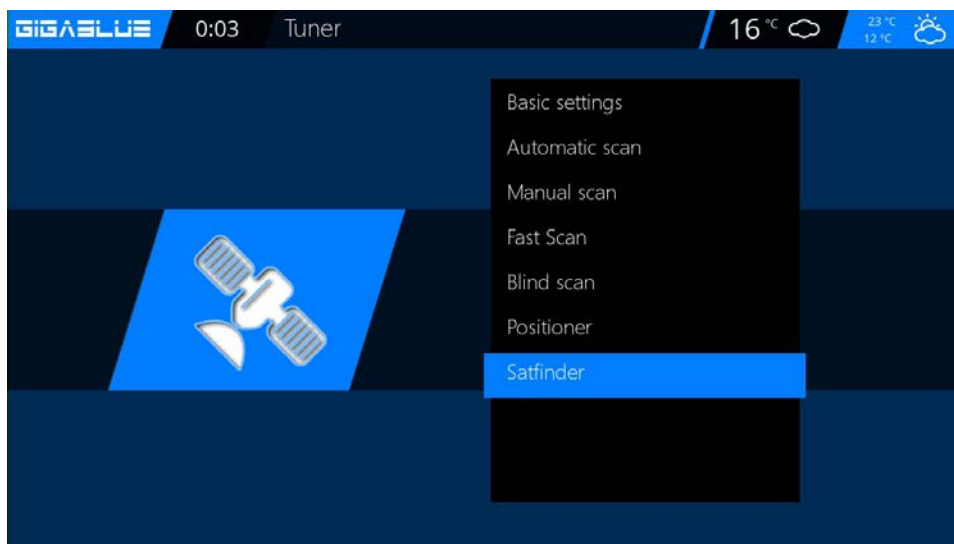 GIGABLUE 0:03 Tuner 16 °C 23 °C
12 °C
Basic settings
Automatic scan
Manual scan
Fast Scan
Blind scan
Positioner
Satfinder